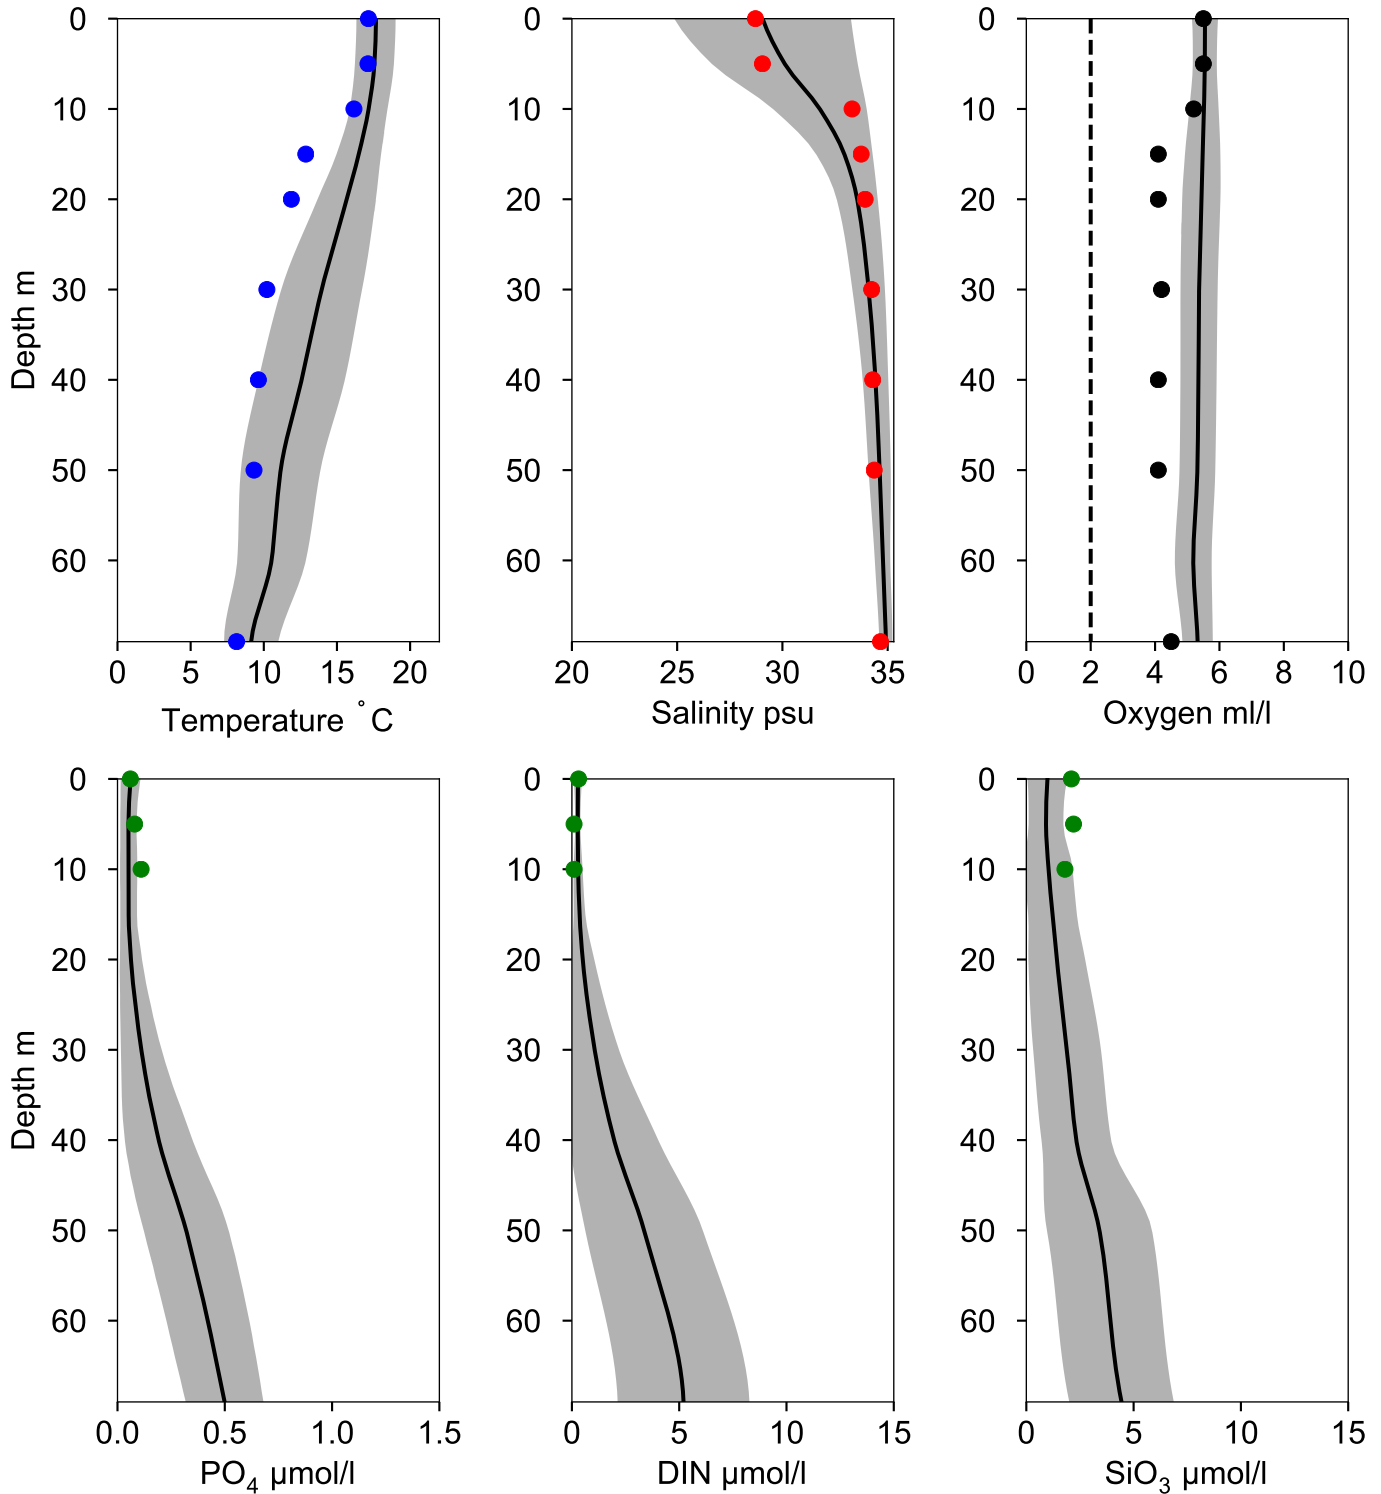 0 0 0
10 10 10
20 20 20
30 30 30
40 40 40
50 50 50
60 60 60
Depth m
0 5 10 15 20 20 25 30 35 0 2 4 6 8 10
Temperature °C Salinity psu Oxygen ml/l
0 0 0
10 10 10
20 20 20
30 30 30
40 40 40
50 50 50
60 60 60
Depth m
0.0 0.5 1.0 1.5 0 5 10 15 0 5 10 15
PO₄ µmol/l DIN µmol/l SiO₃ µmol/l